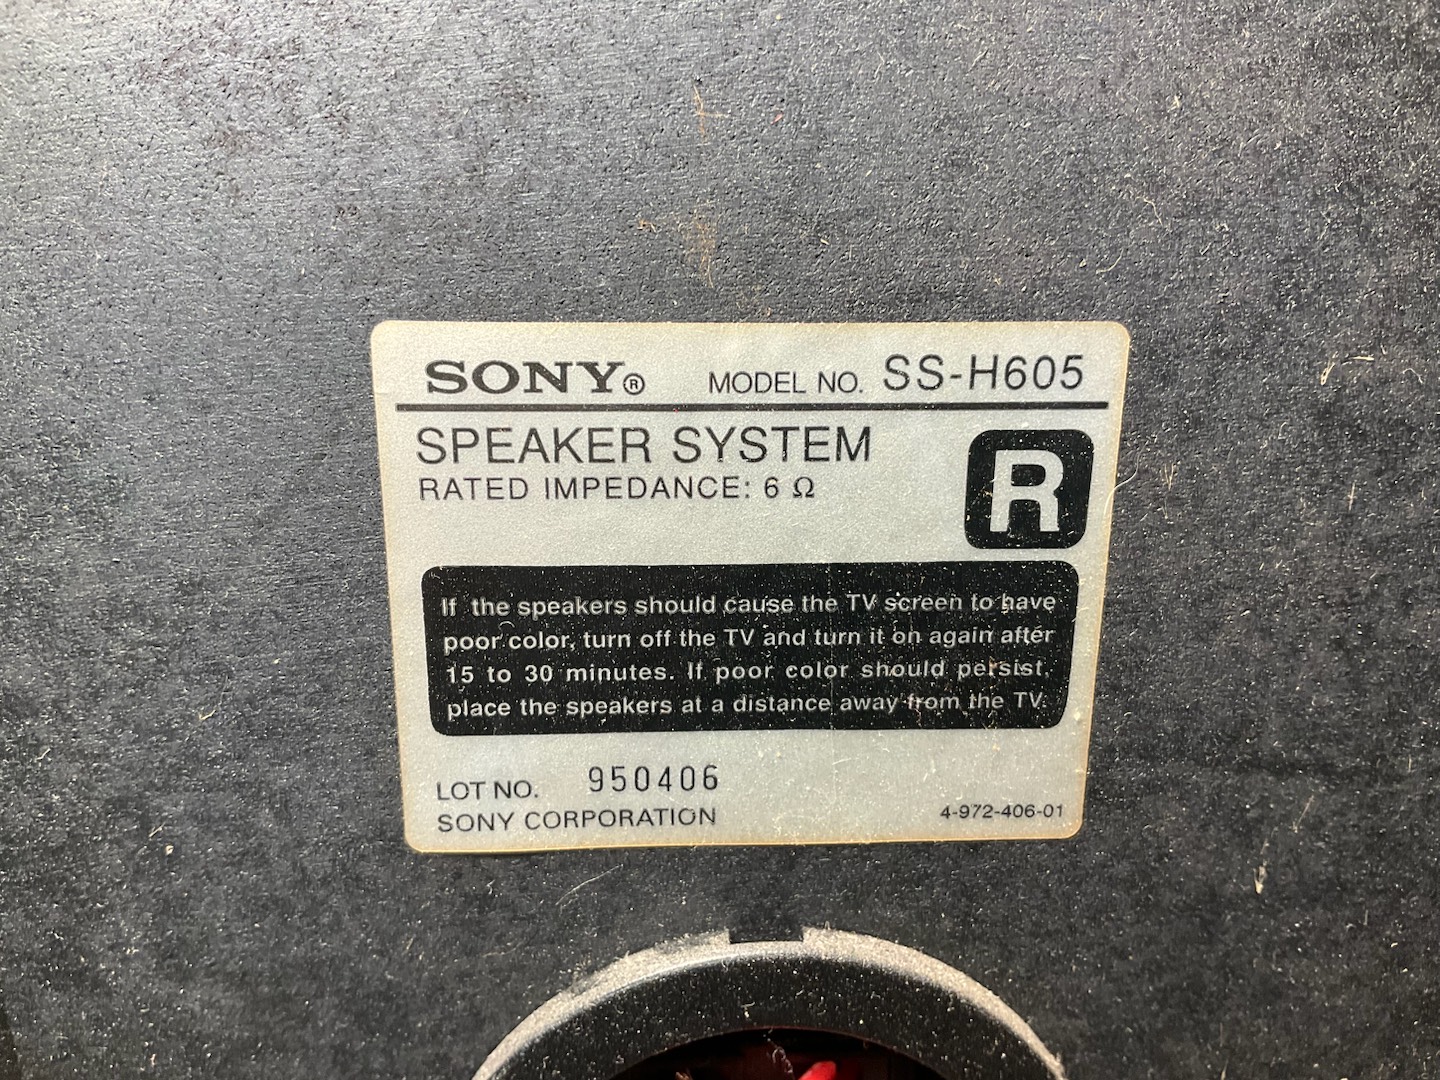 SONY® MODEL NO. SS-H605
SPEAKER SYSTEM
RATED IMPEDANCE: 6 Ω
R
If the speakers should cause the TV screen to have
poor color, turn off the TV and turn it on again after
15 to 30 minutes. If poor color should persist,
place the speakers at a distance away from the TV.
LOT NO. 950406
SONY CORPORATION 4-972-406-01